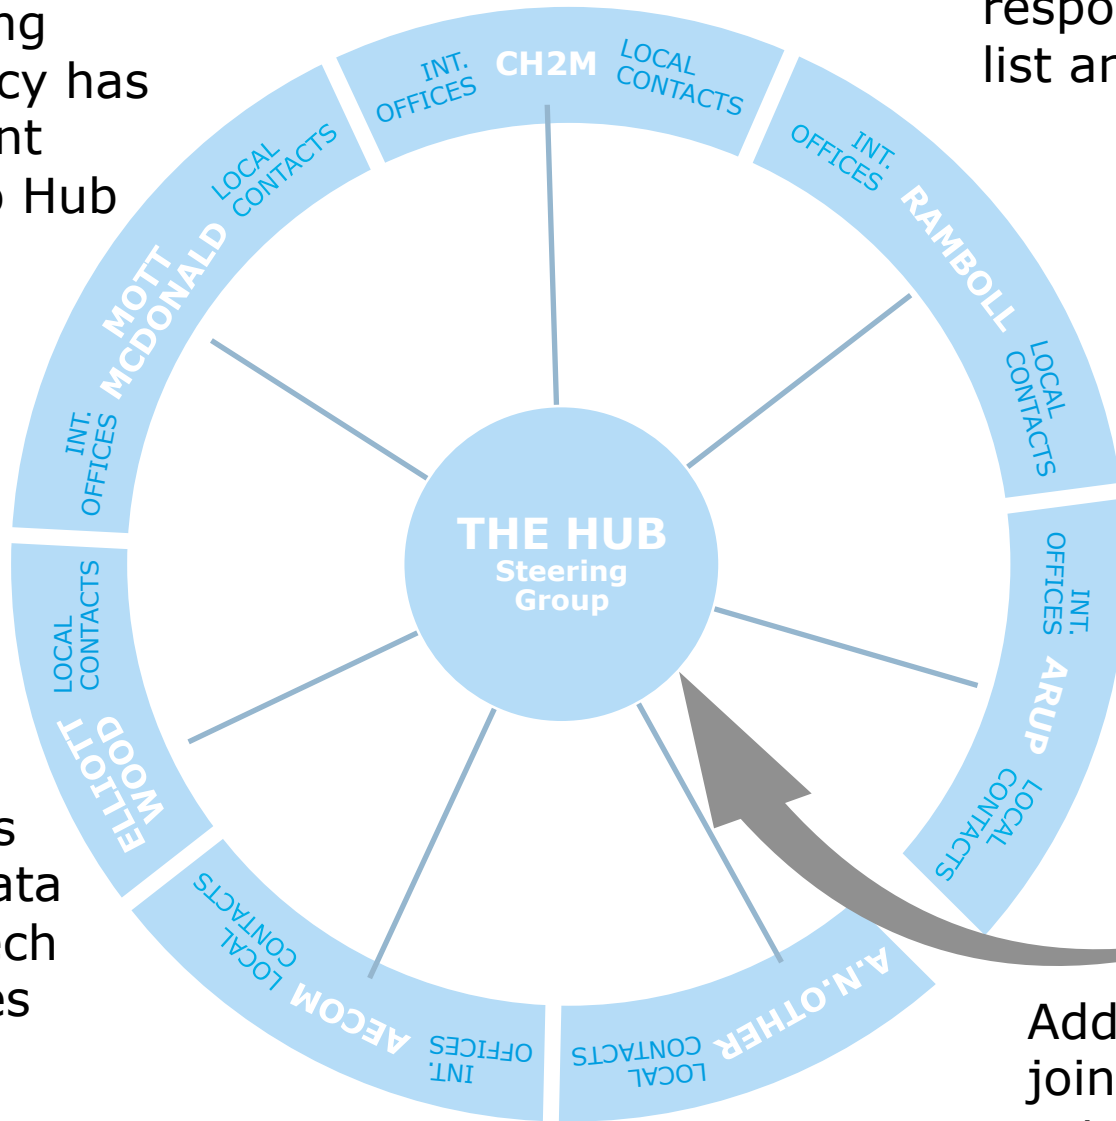 ng
cy has
nt
o Hub
respo
list an
INT.
OFFICES
CH2M
LOCAL
CONTACTS
INT.
OFFICES
RAMBOLL
LOCAL
CONTACTS
INT.
OFFICES
ARUP
LOCAL
CONTACTS
A.N.OTHER
LOCAL
CONTACTS
INT.
OFFICES
AECOM
LOCAL
CONTACTS
ELLIOTT
WOOD
LOCAL
CONTACTS
INT.
OFFICES
MOTT
MCDONALD
LOCAL
CONTACTS
THE HUB
Steering
Group
s
ata
ech
es
Add
join